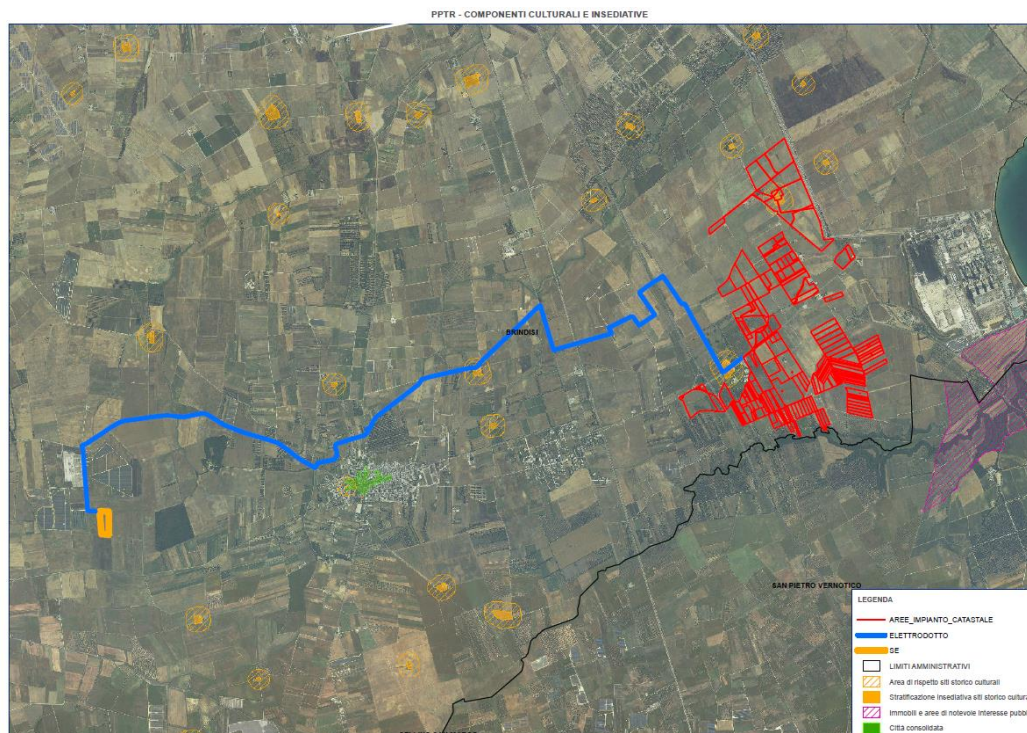 PPTR - COMPONENTI CULTURALI E INSEDIATIVE
BRINDISI
SAN PIETRO VERNOTICO
LEGENDA
AREE_IMPIANTO_CATASTALE
ELETTRODOTTO
SE
LIMITI AMMINISTRATIVI
Area di rispetto siti storico culturali
Stratificazione insediativa siti storico cultura
Immobili e aree di notevole interesse pubbl
Città consolidata